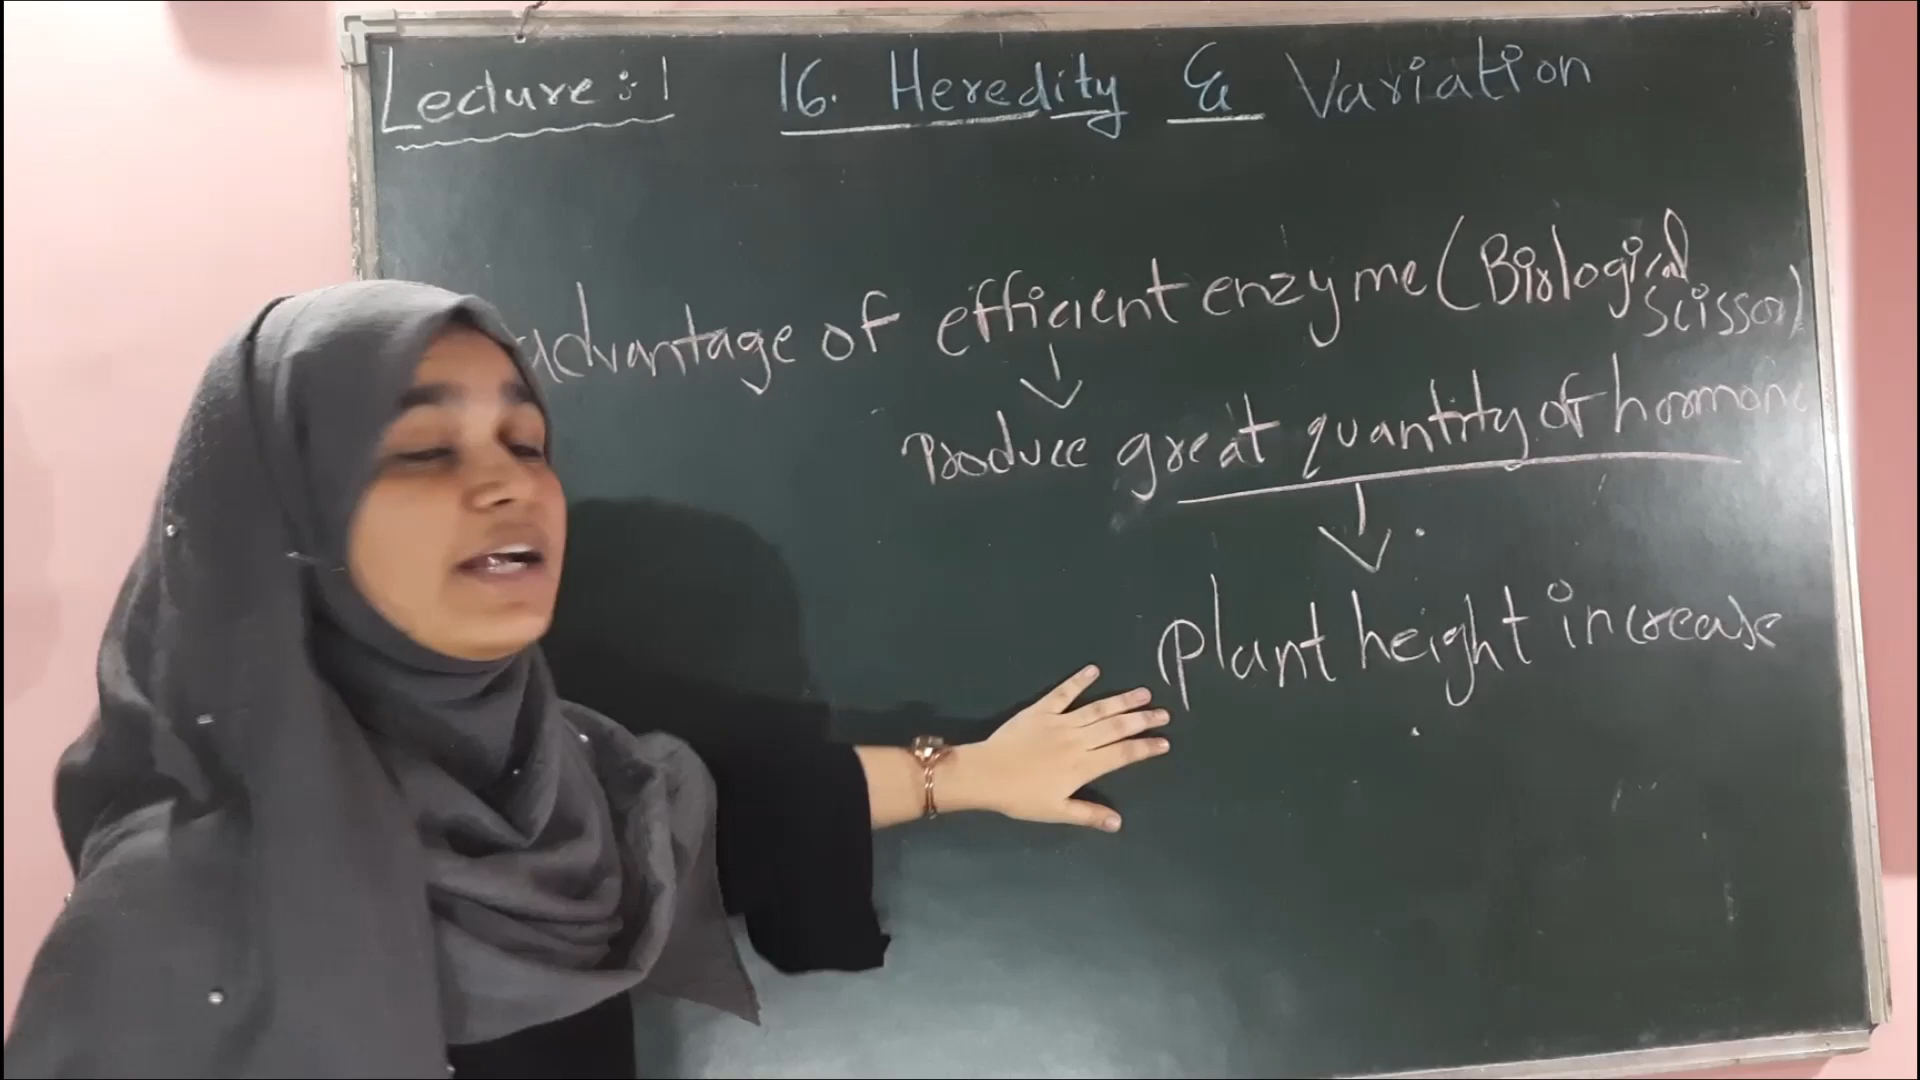 Lecture:1 16. Heredity & Variation
advantage of efficient enzyme (Biological
Scissor)
Produce great quantity of hormone
plant height increase